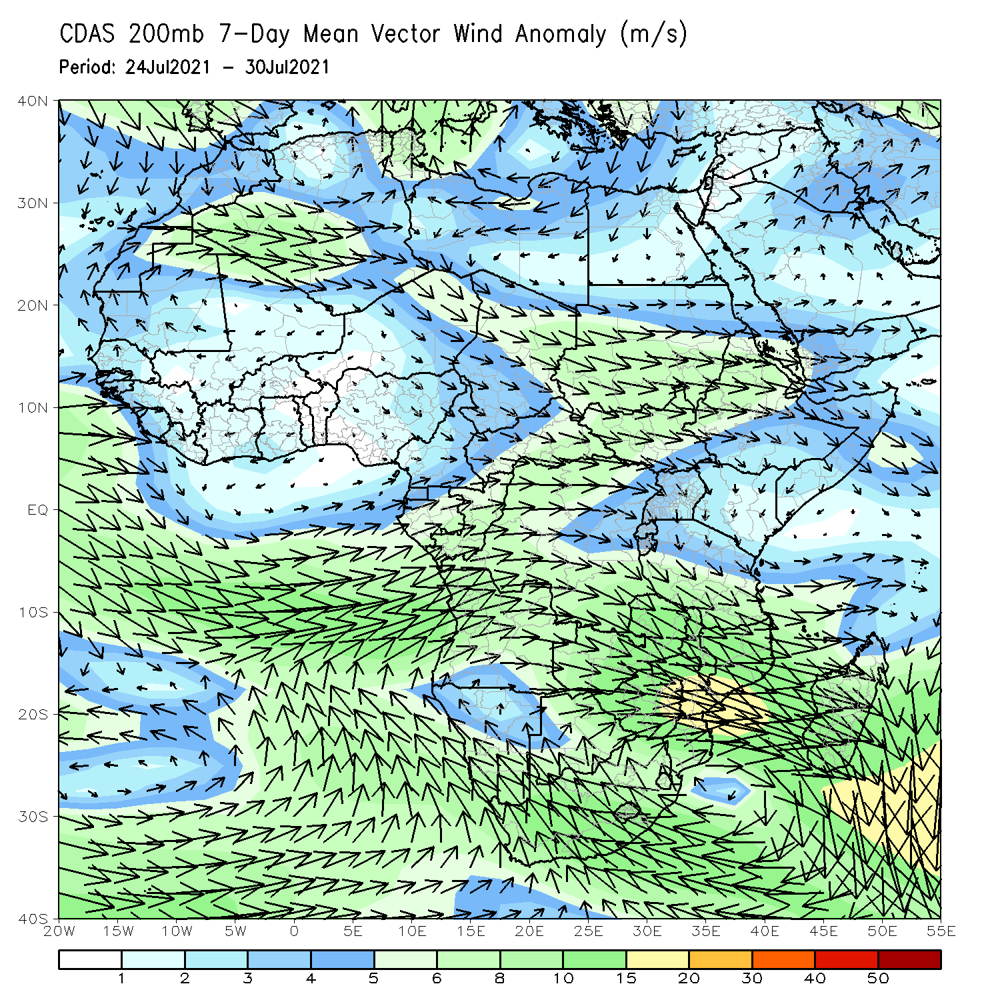 CDAS 200mb 7-Day Mean Vector Wind Anomaly (m/s)
Period: 24Jul2021 - 30Jul2021
40N
30N
20N
10N
EQ
10S
20S
30S
40S
20W 15W 10W 5W 0 5E 10E 15E 20E 25E 30E 35E 40E 45E 50E 55E
1 2 3 4 5 6 8 10 15 20 30 40 50